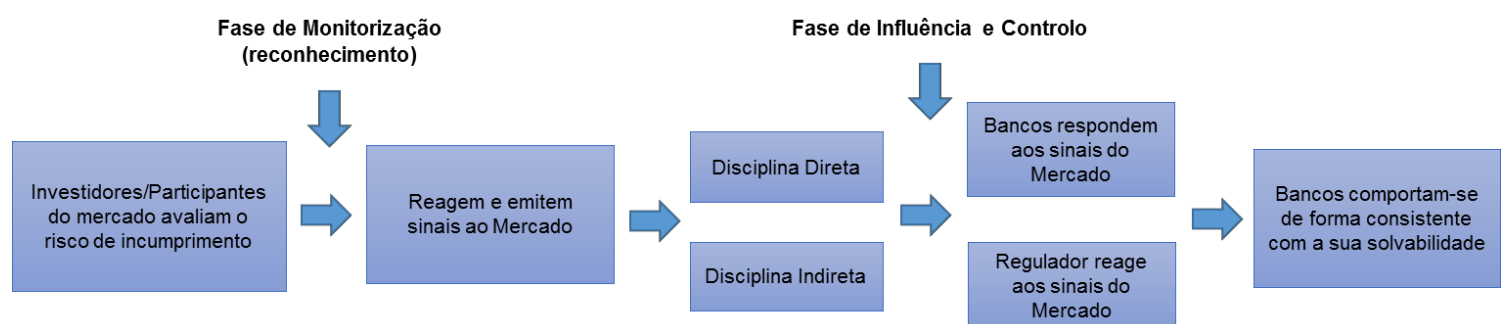 Fase de Monitorização
(reconhecimento)
Fase de Influência e Controlo
Investidores/Participantes
do mercado avaliam o
risco de incumprimento
Reagem e emitem
sinais ao Mercado
Disciplina Direta
Disciplina Indireta
Bancos respondem
aos sinais do
Mercado
Regulador reage
aos sinais do
Mercado
Bancos comportam-se
de forma consistente
com a sua solvabilidade